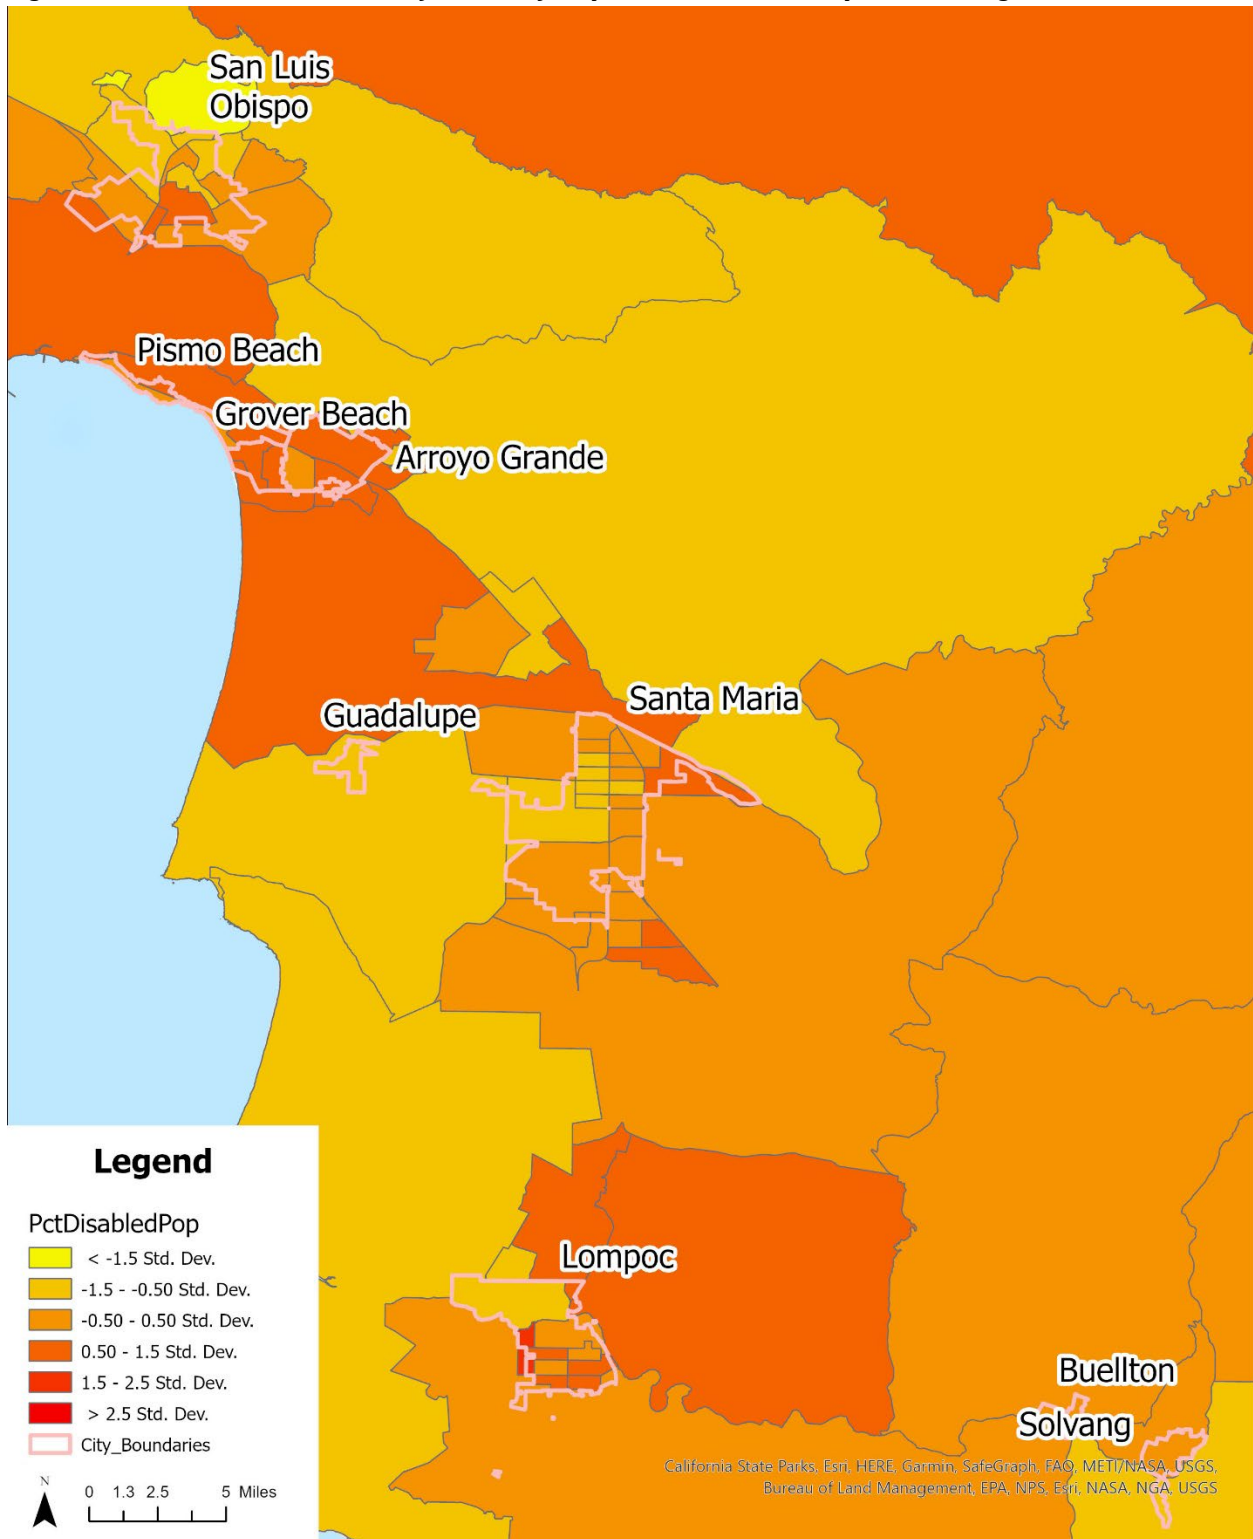 San Luis
Obispo
Pismo Beach
Grover Beach
Arroyo Grande
Santa Maria
Guadalupe
Lompoc
Buellton
Solvang
Legend
PctDisabledPop
< -1.5 Std. Dev.
-1.5 - -0.50 Std. Dev.
-0.50 - 0.50 Std. Dev.
0.50 - 1.5 Std. Dev.
1.5 - 2.5 Std. Dev.
> 2.5 Std. Dev.
City_Boundaries
N
0 1.3 2.5 5 Miles
California State Parks, Esri, HERE, Garmin, SafeGraph, FAO, METI/NASA, USGS,
Bureau of Land Management, EPA, NPS, Esri, NASA, NGA, USGS